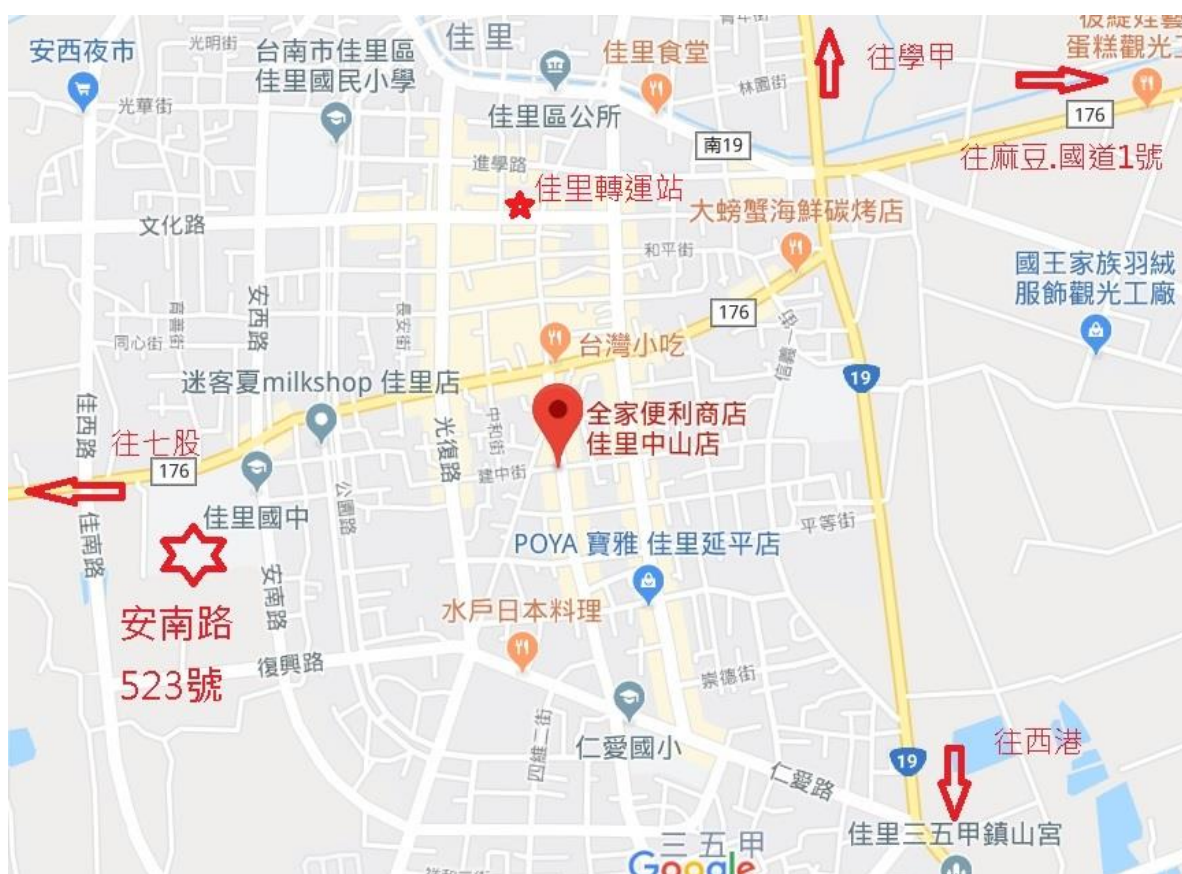 安西夜市
光明街
台南市佳里區
佳里國民小學
佳里
佳里食堂
林園街
往學甲
蛋糕觀光工
光華街
佳里區公所
176
南19
進學路
往麻豆.國道1號
佳里轉運站
文化路
大螃蟹海鮮碳烤店
和平街
國王家族羽絨
服飾觀光工廠
安西路
育善街
長安街
176
信義一街
同心街
台灣小吃
19
迷客夏milkshop 佳里店
佳西路
中和街
全家便利商店
佳里中山店
往七股
光復路
176
建中街
公園路
佳里國中
平等街
佳南路
POYA 寶雅 佳里延平店
安南路
安南路
523號
水戶日本料理
復興路
崇德街
四維二街
仁愛國小
往西港
19
仁愛路
佳里三五甲鎮山宮
三五甲
Google